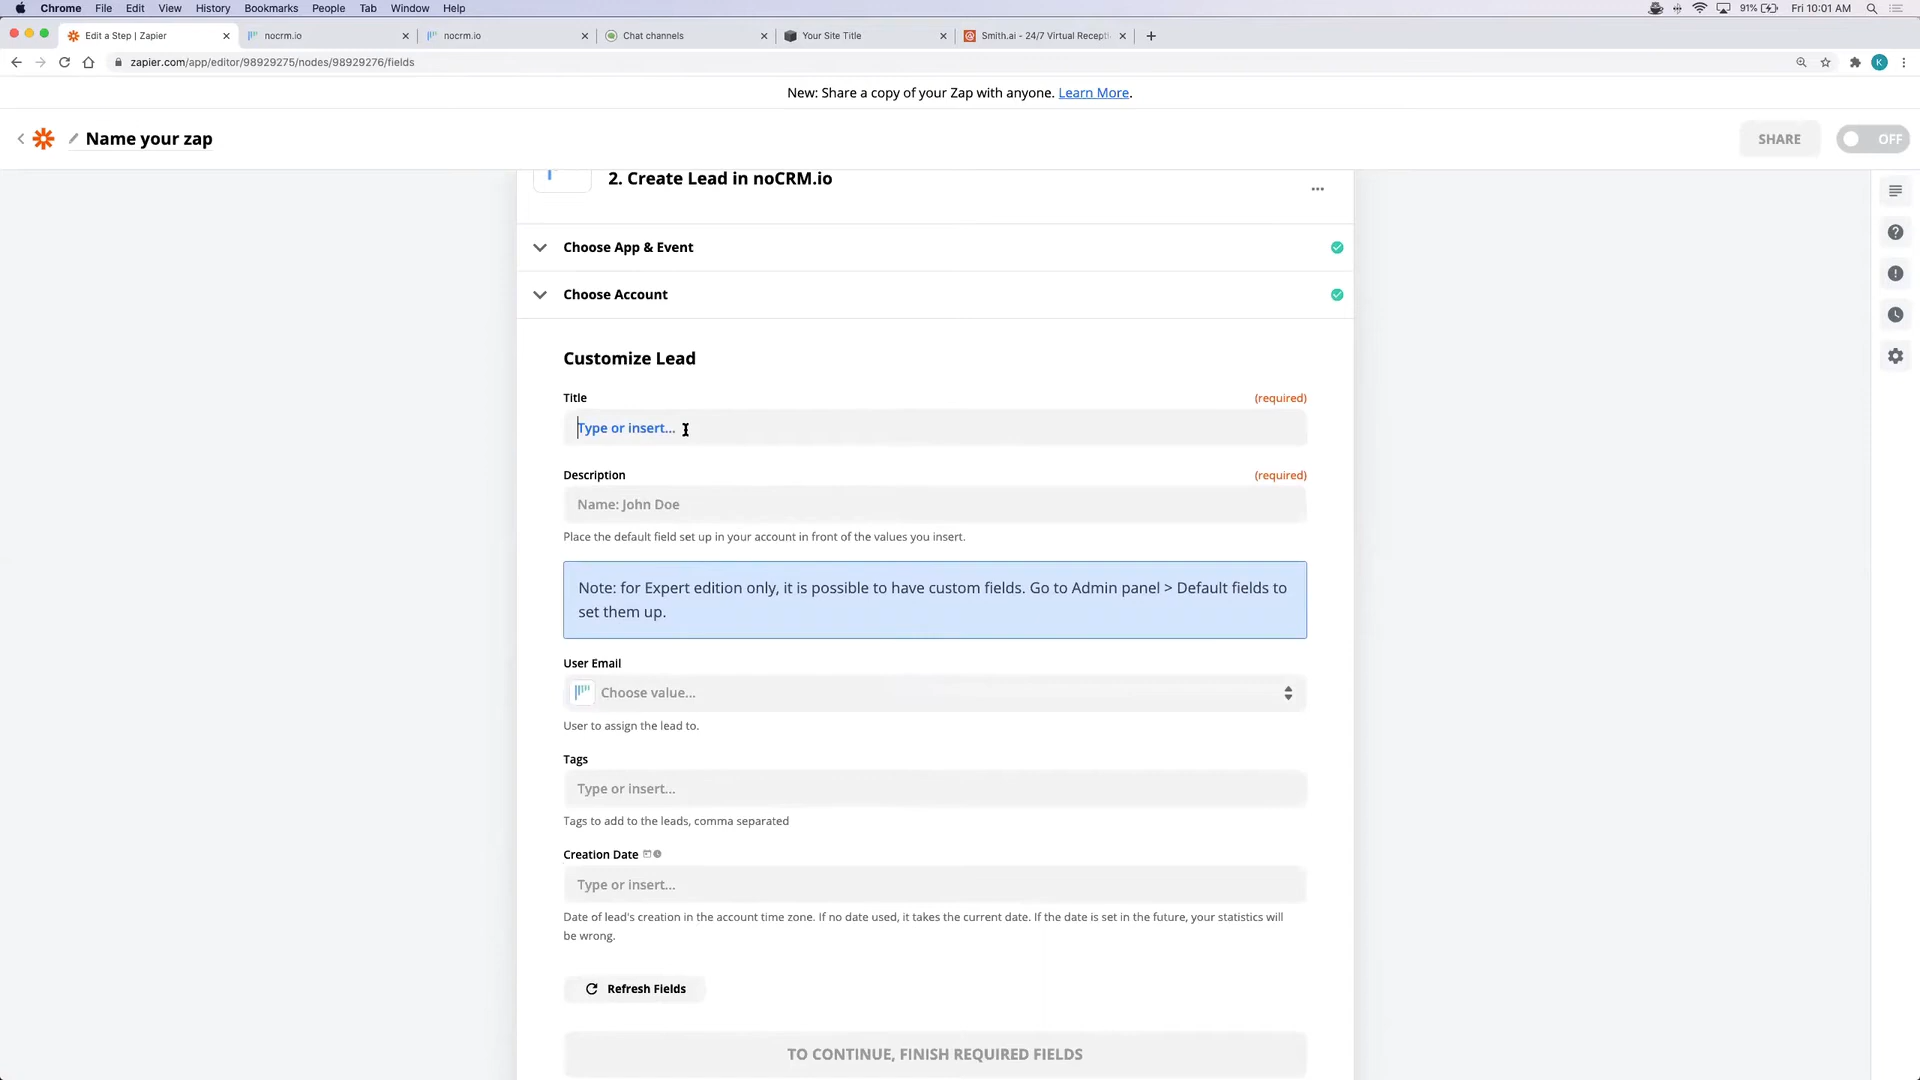 Chrome File Edit View History Bookmarks People Tab Window Help 91% Fri 10:01 AM
Edit a Step | Zapier nocrm.io nocrm.io Chat channels Your Site Title Smith.ai - 24/7 Virtual Recepti
zapier.com/app/editor/98929275/nodes/98929276/fields K
New: Share a copy of your Zap with anyone. Learn More.
Name your zap SHARE OFF
2. Create Lead in noCRM.io
Choose App & Event
Choose Account
Customize Lead
Title (required)
Type or insert...
Description (required)
Name: John Doe
Place the default field set up in your account in front of the values you insert.
Note: for Expert edition only, it is possible to have custom fields. Go to Admin panel > Default fields to
set them up.
User Email
Choose value...
User to assign the lead to.
Tags
Type or insert...
Tags to add to the leads, comma separated
Creation Date
Type or insert...
Date of lead's creation in the account time zone. If no date used, it takes the current date. If the date is set in the future, your statistics will
be wrong.
Refresh Fields
TO CONTINUE, FINISH REQUIRED FIELDS